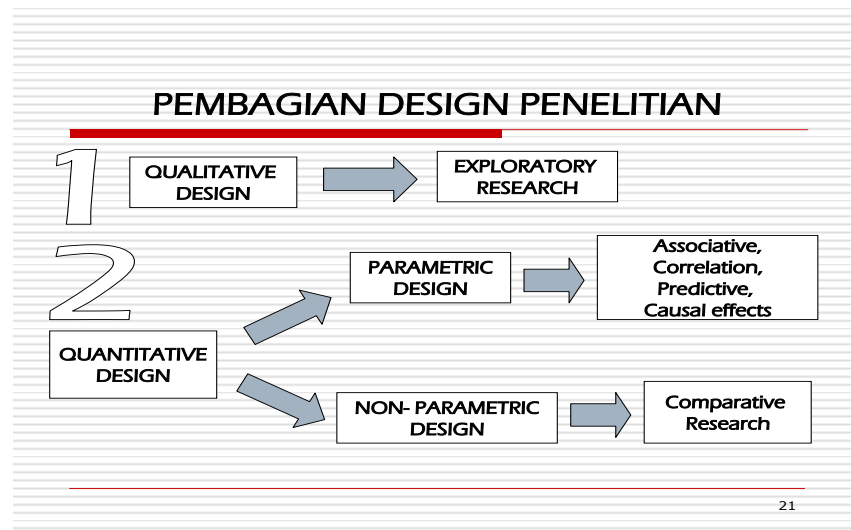 PEMBAGIAN DESIGN PENELITIAN
1
QUALITATIVE
DESIGN
EXPLORATORY
RESEARCH
2
QUANTITATIVE
DESIGN
PARAMETRIC
DESIGN
Associative,
Correlation,
Predictive,
Causal effects
NON- PARAMETRIC
DESIGN
Comparative
Research
21